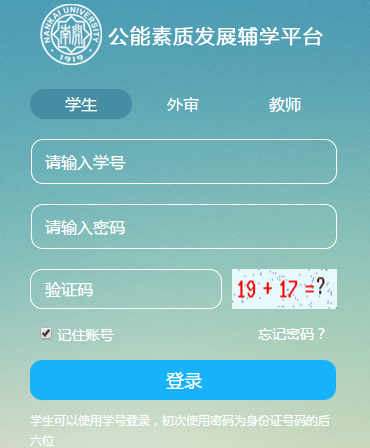 NANKAI UNIVERSITY
南開
1919
公能素质发展辅学平台
学生 外审 教师
请输入学号
请输入密码
验证码 19 + 17 =?
记住账号 忘记密码？
登录
学生可以使用学号登录，初次使用密码为身份证号码的后
六位